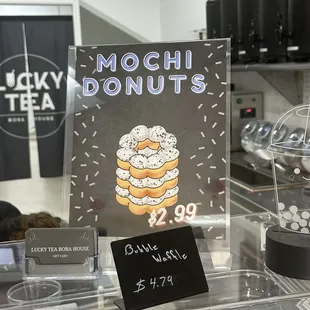 LUCKY
TEA
BOBA HOUSE
MOCHI
DONUTS
$2.99
LUCKY TEA BOBA HOUSE
GIFT CARD
Bubble
Waffle
$4.79